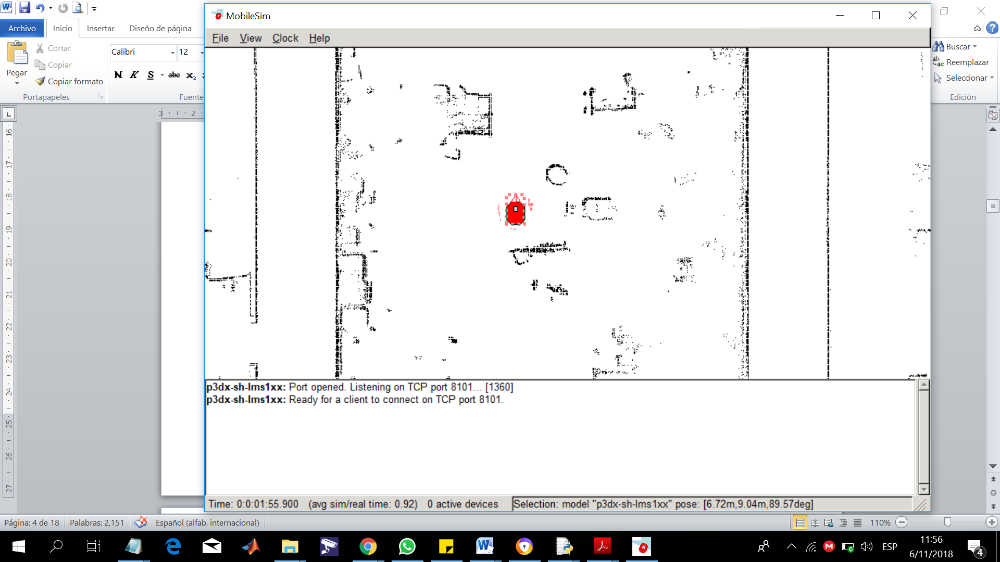 MobileSim
File View Clock Help
Archivo Inicio Insertar Diseño de página
Calibri 12
Pegar
Cortar
Copiar
Copiar formato
N K S abc x₂
Portapapeles
Fuente
Buscar
Reemplazar
Seleccionar
Edición
3 2
16
17
18
19
20
21
22
23
24
25
26
27
p3dx-sh-lms1xx: Port opened. Listening on TCP port 8101... [1360]
p3dx-sh-lms1xx: Ready for a client to connect on TCP port 8101.
Time: 0:0:01:55.900 (avg sim/real time: 0.92) 0 active devices Selection: model "p3dx-sh-lms1xx" pose: [6.72m,9.04m,89.57deg]
Página: 4 de 18 Palabras: 2,151 Español (alfab. internacional) 110%
ESP
11:56
6/11/2018
4